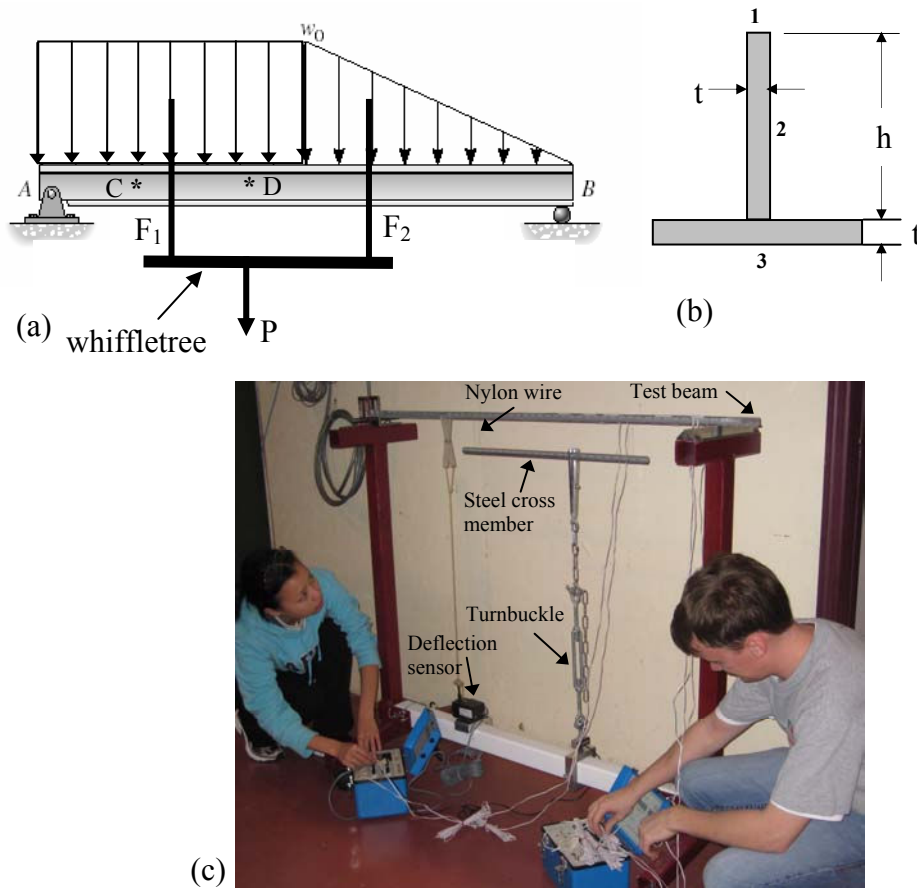 w₀
1
t
2
h
A
C *
* D
B
F₁
F₂
t
3
(a)
whiffletree
P
(b)
Nylon wire
Test beam
Steel cross
member
Turnbuckle
Deflection
sensor
(c)